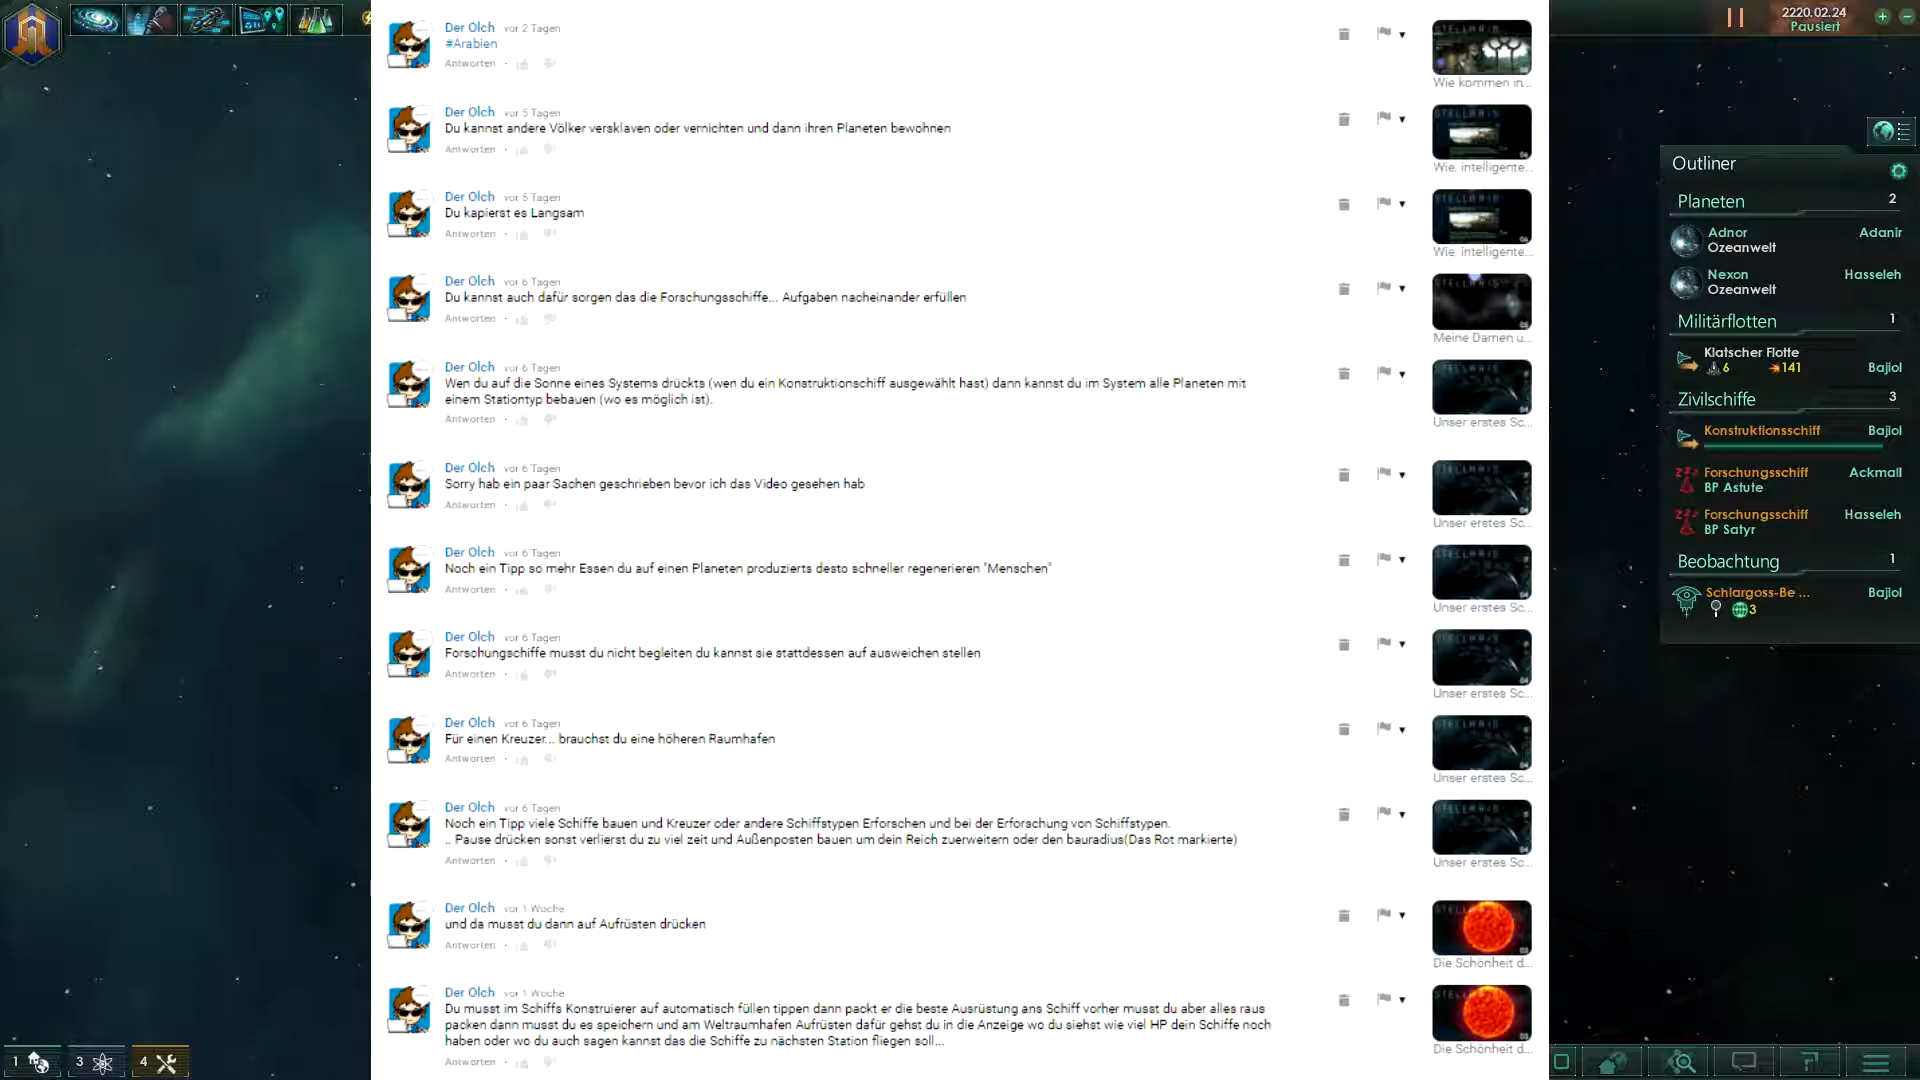 Der Olch vor 2 Tagen
#Arabien
Antworten
Wie kommen in...
Der Olch vor 5 Tagen
Du kannst andere Völker versklaven oder vernichten und dann ihren Planeten bewohnen
Antworten
Wie, intelligente...
Der Olch vor 5 Tagen
Du kapierst es Langsam
Antworten
Wie, intelligente...
Der Olch vor 6 Tagen
Du kannst auch dafür sorgen das die Forschungsschiffe... Aufgaben nacheinander erfüllen
Antworten
Meine Damen u...
Der Olch vor 6 Tagen
Wen du auf die Sonne eines Systems drückts (wen du ein Konstruktionschiff ausgewählt hast) dann kannst du im System alle Planeten mit
einem Stationtyp bebauen (wo es möglich ist).
Antworten
Unser erstes Sc...
Der Olch vor 6 Tagen
Sorry hab ein paar Sachen geschrieben bevor ich das Video gesehen hab
Antworten
Unser erstes Sc...
Der Olch vor 6 Tagen
Noch ein Tipp so mehr Essen du auf einen Planeten produzierts desto schneller regenerieren "Menschen"
Antworten
Unser erstes Sc...
Der Olch vor 6 Tagen
Forschungschiffe musst du nicht begleiten du kannst sie stattdessen auf ausweichen stellen
Antworten
Unser erstes Sc...
Der Olch vor 6 Tagen
Für einen Kreuzer... brauchst du eine höheren Raumhafen
Antworten
Unser erstes Sc...
Der Olch vor 6 Tagen
Noch ein Tipp viele Schiffe bauen und Kreuzer oder andere Schiffstypen Erforschen und bei der Erforschung von Schiffstypen.
.. Pause drücken sonst verlierst du zu viel zeit und Außenposten bauen um dein Reich zuerweitern oder den bauradius(Das Rot markierte)
Antworten
Unser erstes Sc...
Der Olch vor 1 Woche
und da musst du dann auf Aufrüsten drücken
Antworten
Die Schönheit d...
Der Olch vor 1 Woche
Du musst im Schiffs Konstruierer auf automatisch füllen tippen dann packt er die beste Ausrüstung ans Schiff vorher musst du aber alles raus
packen dann musst du es speichern und am Weltraumhafen Aufrüsten dafür gehst du in die Anzeige wo du siehst wie viel HP dein Schiffe noch
haben oder wo du auch sagen kannst das die Schiffe zu nächsten Station fliegen soll...
Antworten
Die Schönheit d...
2220.02.24
Pausiert
Outliner
Planeten 2
Adnor Adanir
Ozeanwelt
Nexon Hasseleh
Ozeanwelt
Militärflotten 1
Klatscher Flotte
6 141 Bajiol
Zivilschiffe 3
Konstruktionsschiff Bajiol
Forschungsschiff Ackmall
BP Astute
Forschungsschiff Hasseleh
BP Satyr
Beobachtung 1
Schlargoss-Be ... Bajiol
3
1 3 4